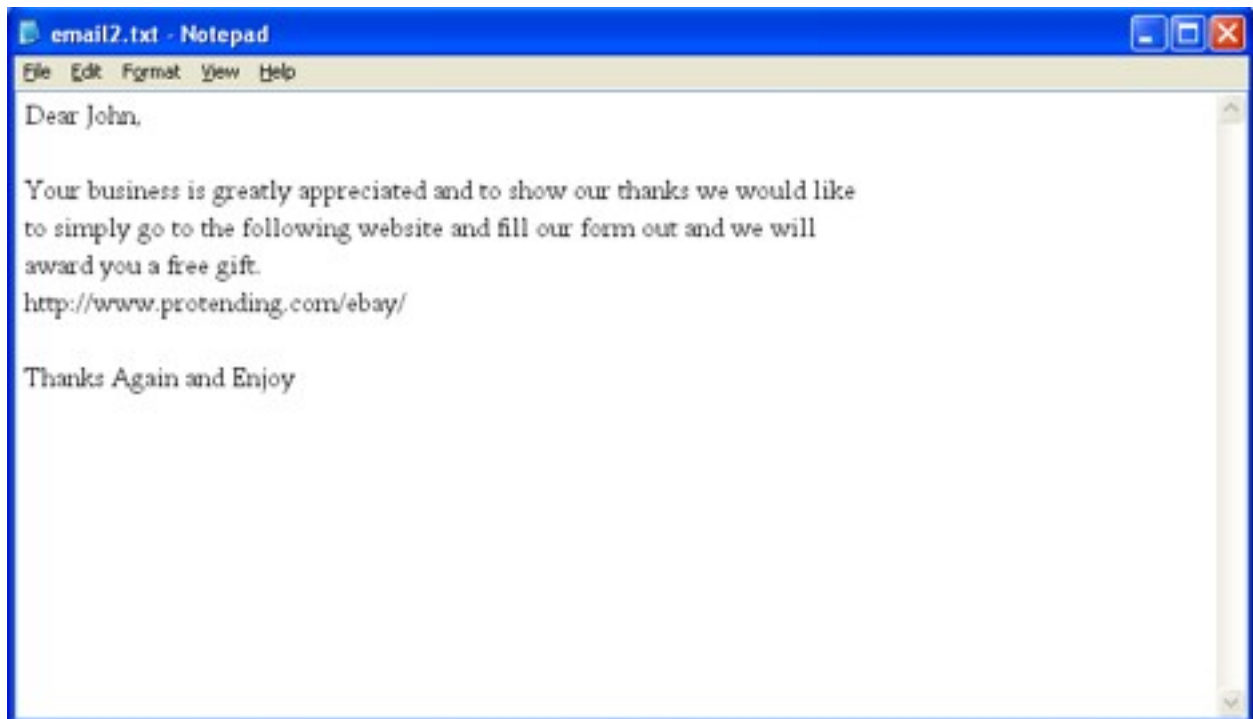 email2.txt - Notepad
File Edit Format View Help
Dear John,
Your business is greatly appreciated and to show our thanks we would like
to simply go to the following website and fill our form out and we will
award you a free gift.
http://www.protending.com/ebay/
Thanks Again and Enjoy